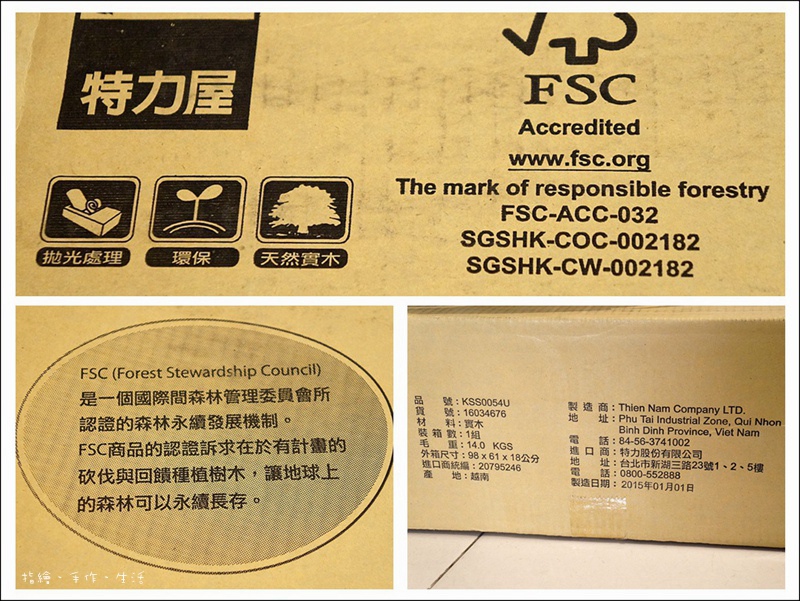 特力屋
FSC
Accredited
www.fsc.org
The mark of responsible forestry
FSC-ACC-032
SGSHK-COC-002182
SGSHK-CW-002182
拋光處理
環保
天然實木
FSC (Forest Stewardship Council)
是一個國際間森林管理委員會所
認證的森林永續發展機制。
FSC商品的認證訴求在於有計畫的
砍伐與回饋種植樹木，讓地球上
的森林可以永續長存。
品 號：KSS0054U
貨 號：16034676
材 料：實木
裝 箱 數：1組
毛 重：14.0 KGS
外箱尺寸：98 x 61 x 18公分
進口商統編：20795246
產 地：越南
製 造 商：Thien Nam Company LTD.
地 址：Phu Tai Industrial Zone, Qui Nhon
Binh Dinh Province, Viet Nam
電 話：84-56-3741002
進 口 商：特力股份有限公司
地 址：台北市新湖三路23號1、2、5樓
電 話：0800-552888
製造日期：2015年01月01日
指繪・手作・生活